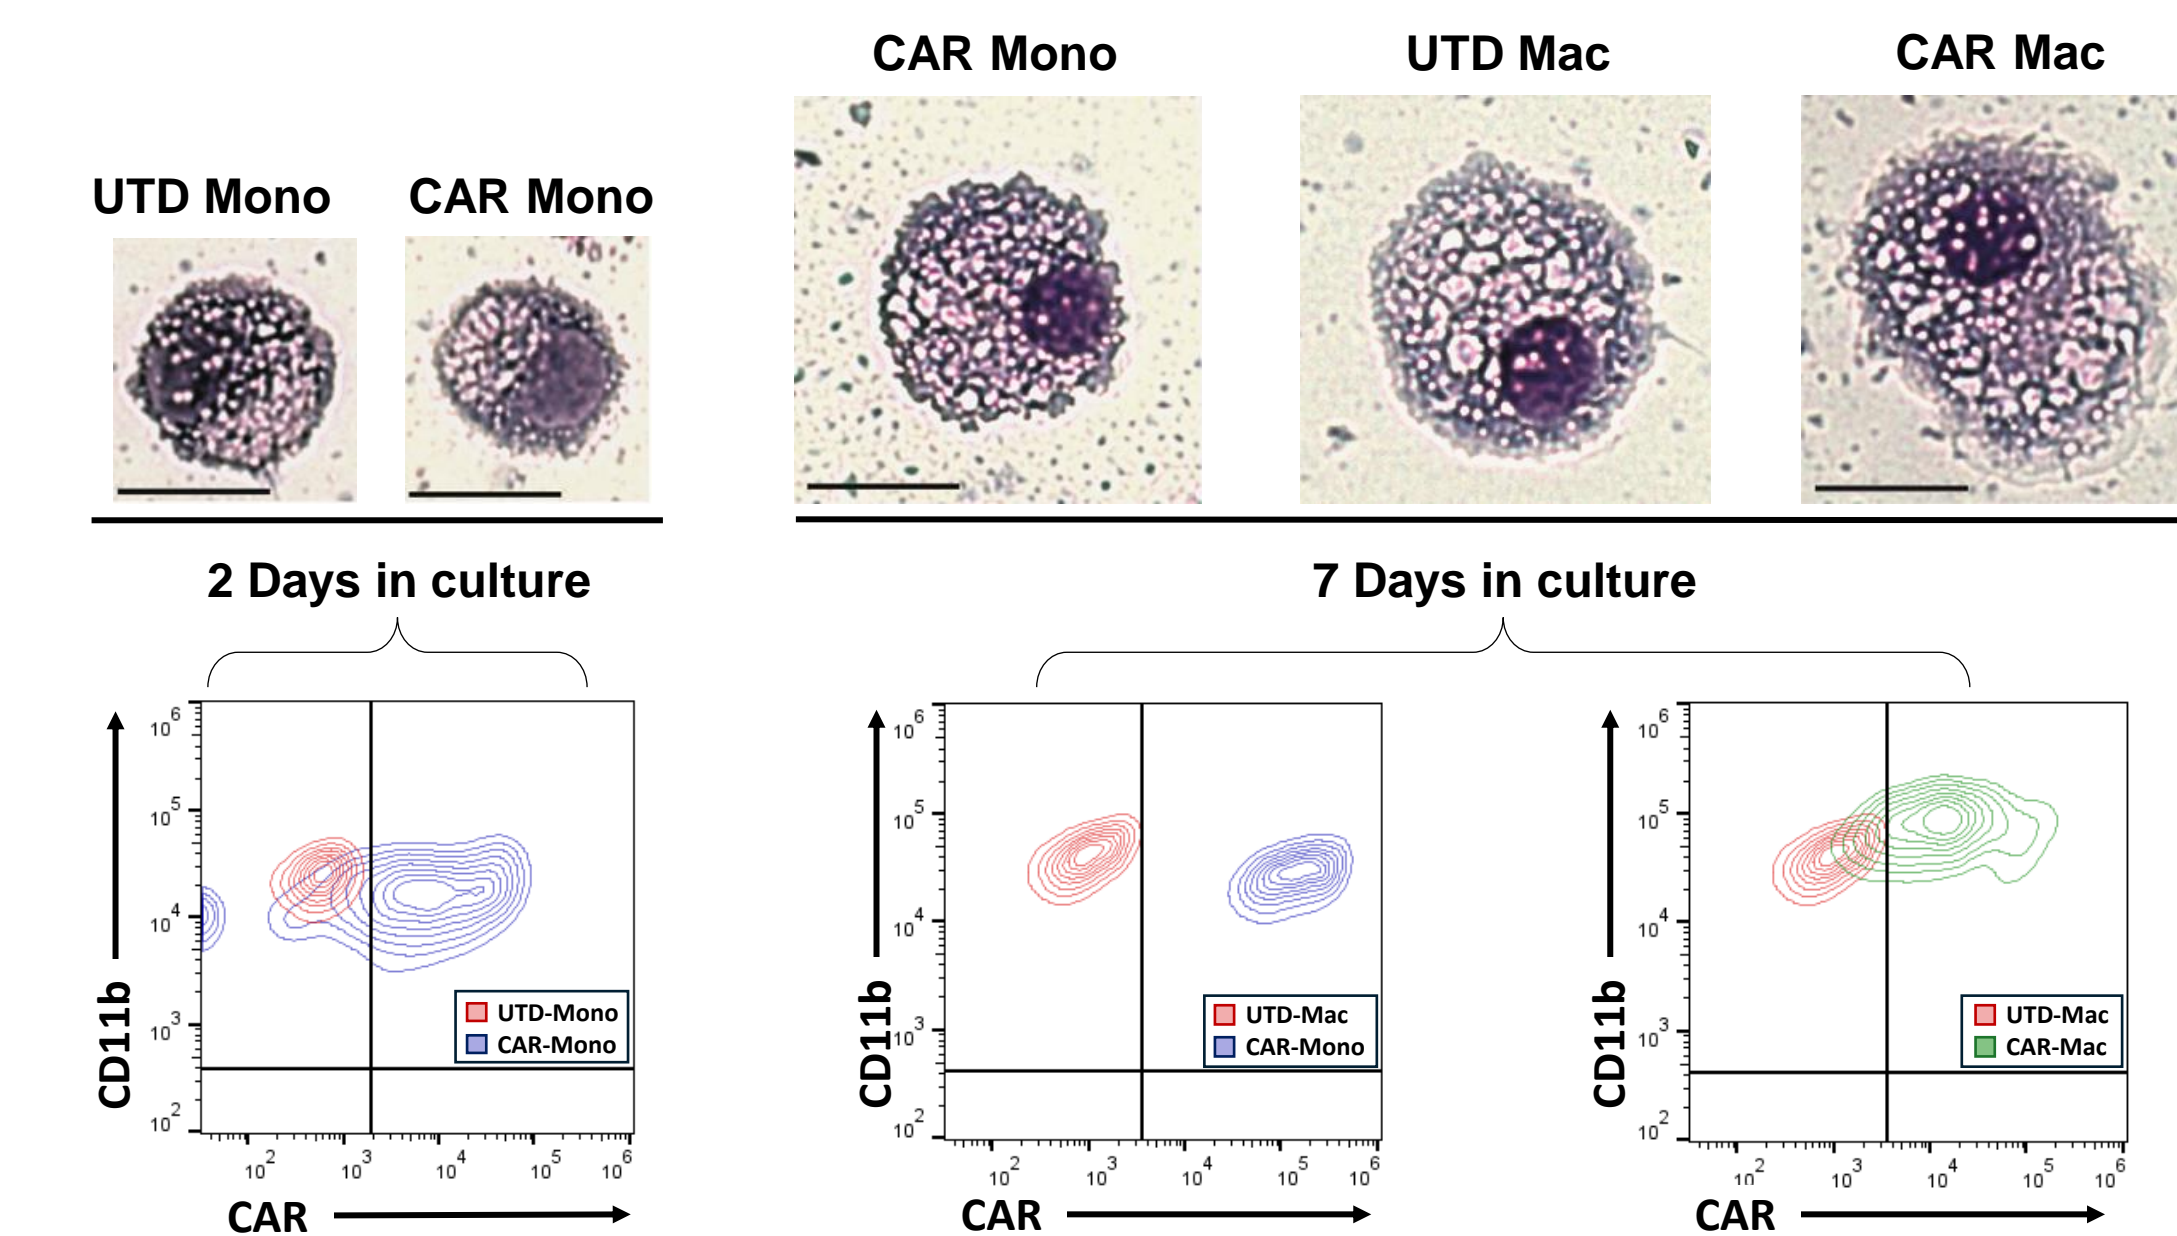 CAR Mono
UTD Mac
CAR Mac
UTD Mono
CAR Mono
2 Days in culture
7 Days in culture
CD11b
10^6
10^5
10^4
10^3
10^2
UTD-Mono
CAR-Mono
10^2 10^3 10^4 10^5 10^6
CAR
CD11b
10^6
10^5
10^4
10^3
10^2
UTD-Mac
CAR-Mono
10^2 10^3 10^4 10^5 10^6
CAR
CD11b
10^6
10^5
10^4
10^3
10^2
UTD-Mac
CAR-Mac
10^2 10^3 10^4 10^5 10^6
CAR